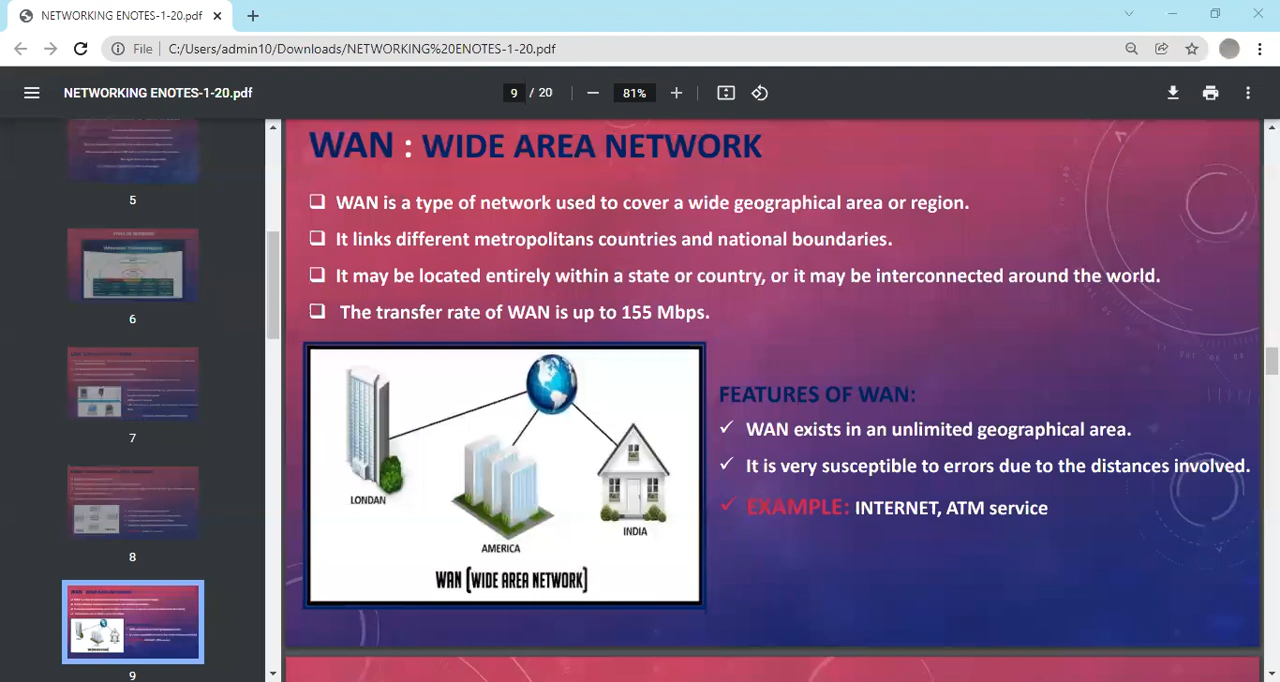 NETWORKING ENOTES-1-20.pdf
File C:/Users/admin10/Downloads/NETWORKING%20ENOTES-1-20.pdf
NETWORKING ENOTES-1-20.pdf
9 / 20
81%
5
6
7
8
9
WAN : WIDE AREA NETWORK
WAN is a type of network used to cover a wide geographical area or region.
It links different metropolitans countries and national boundaries.
It may be located entirely within a state or country, or it may be interconnected around the world.
The transfer rate of WAN is up to 155 Mbps.
LONDAN
AMERICA
INDIA
WAN (WIDE AREA NETWORK)
FEATURES OF WAN:
WAN exists in an unlimited geographical area.
It is very susceptible to errors due to the distances involved.
EXAMPLE: INTERNET, ATM service